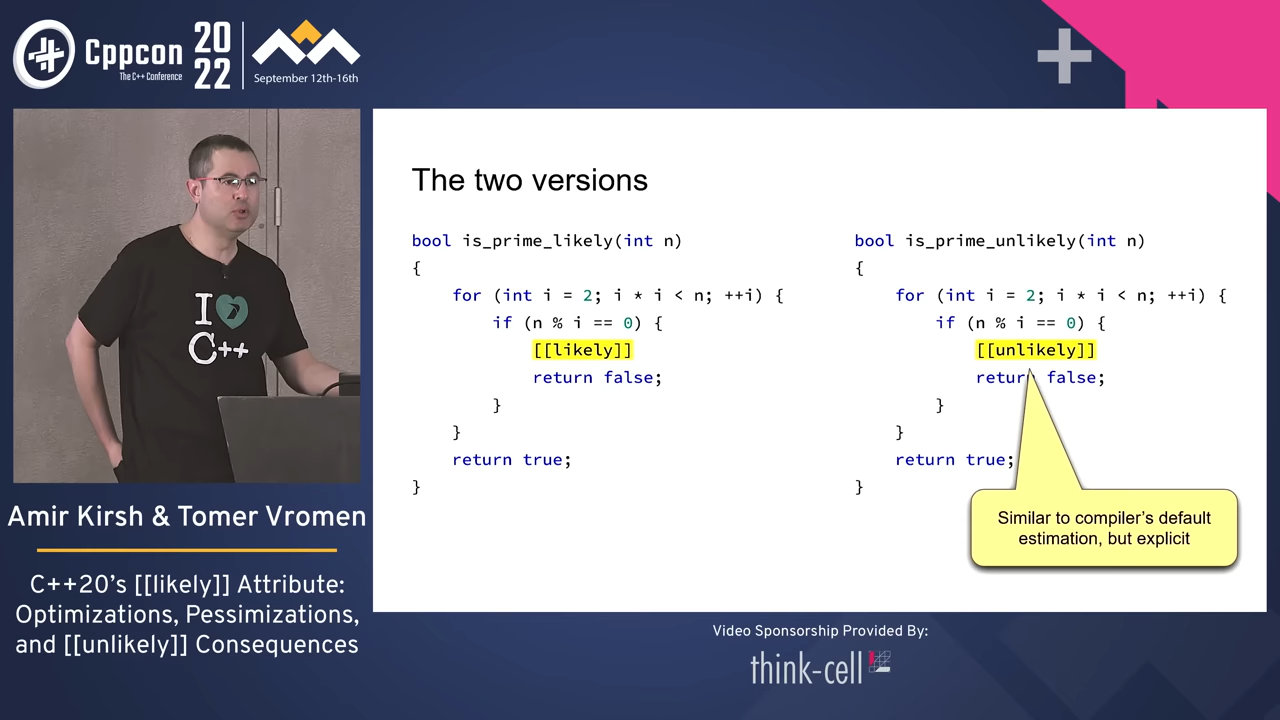 Cppcon
The C++ Conference
20
22
September 12th-16th
I
C++
The two versions
bool is_prime_likely(int n)
{
for (int i = 2; i * i < n; ++i) {
if (n % i == 0) {
[[likely]]
return false;
}
}
return true;
}
bool is_prime_unlikely(int n)
{
for (int i = 2; i * i < n; ++i) {
if (n % i == 0) {
[[unlikely]]
return false;
}
}
return true;
}
Similar to compiler's default
estimation, but explicit
Amir Kirsh & Tomer Vromen
C++20's [[likely]] Attribute:
Optimizations, Pessimizations,
and [[unlikely]] Consequences
Video Sponsorship Provided By:
think-cell